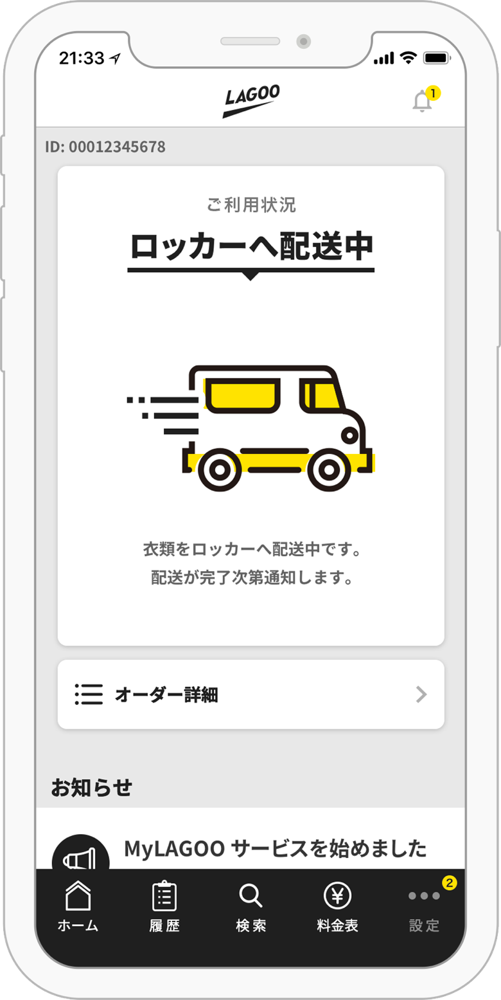 21:33
LAGOO
1
ID: 00012345678
ご利用状況
ロッカーへ配送中
衣類をロッカーへ配送中です。
配送が完了次第通知します。
オーダー詳細
お知らせ
MyLAGOO サービスを始めました
2
ホーム 履歴 検索 料金表 設定